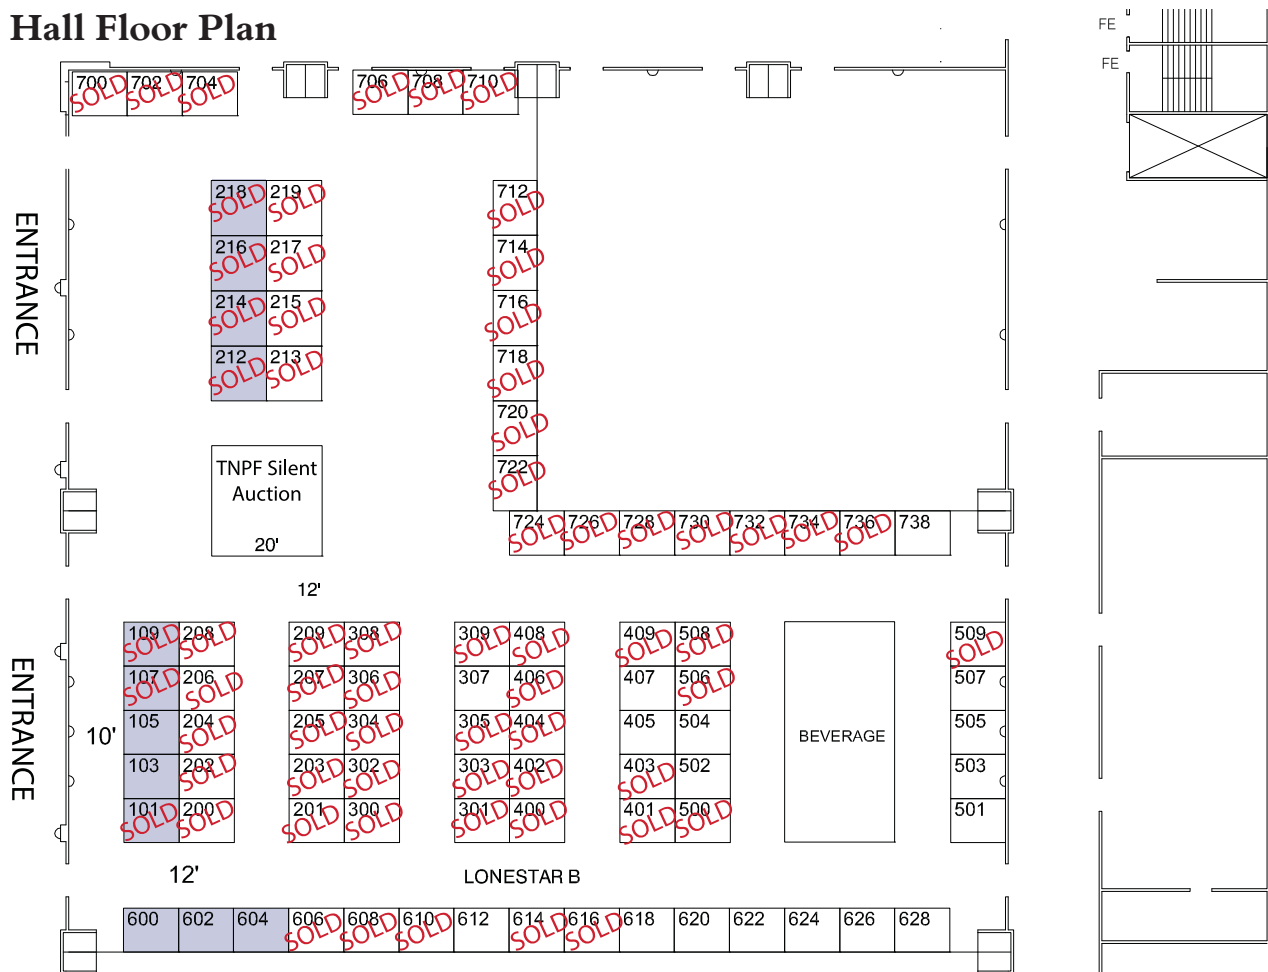 Hall Floor Plan
FE
FE
700 SOLD 702 SOLD 704 SOLD
706 SOLD 708 SOLD 710 SOLD
ENTRANCE
218 SOLD 219 SOLD
216 SOLD 217 SOLD
214 SOLD 215 SOLD
212 SOLD 213 SOLD
712 SOLD
714 SOLD
716 SOLD
718 SOLD
720 SOLD
722 SOLD
TNPF Silent
Auction
20'
724 SOLD 726 SOLD 728 SOLD 730 SOLD 732 SOLD 734 SOLD 736 SOLD 738
12'
ENTRANCE
10'
109 SOLD 208 SOLD
107 SOLD 206 SOLD
105 204 SOLD
103 202 SOLD
101 SOLD 200 SOLD
209 SOLD 308 SOLD
207 SOLD 306 SOLD
205 SOLD 304 SOLD
203 SOLD 302 SOLD
201 SOLD 300 SOLD
309 SOLD 408 SOLD
307 406 SOLD
305 SOLD 404 SOLD
303 SOLD 402 SOLD
301 SOLD 400 SOLD
409 SOLD 508 SOLD
407 506 SOLD
405 504
403 SOLD 502
401 SOLD 500 SOLD
BEVERAGE
509 SOLD
507
505
503
501
12'
LONESTAR B
600 602 604 606 SOLD 608 SOLD 610 SOLD 612 614 SOLD 616 SOLD 618 620 622 624 626 628